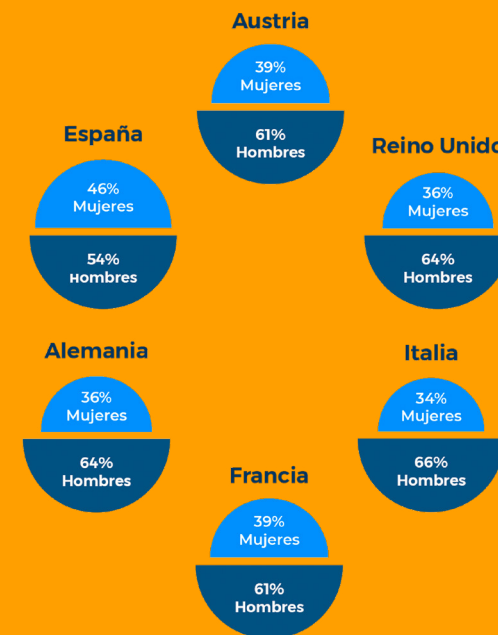 Austria
39%
Mujeres
61%
Hombres
España
46%
Mujeres
54%
Hombres
Reino Unido
36%
Mujeres
64%
Hombres
Alemania
36%
Mujeres
64%
Hombres
Italia
34%
Mujeres
66%
Hombres
Francia
39%
Mujeres
61%
Hombres